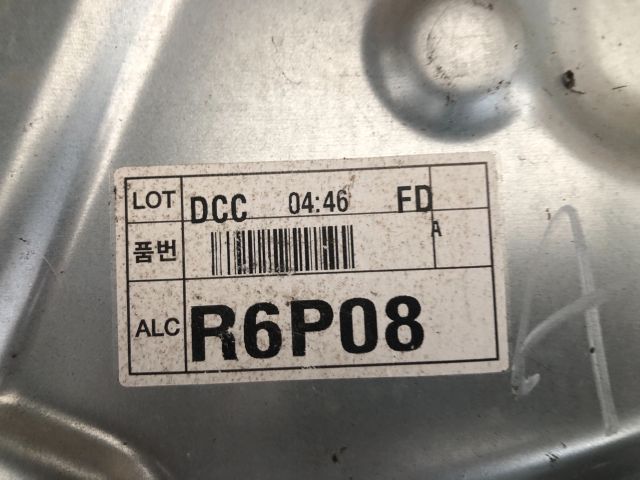 LOT DCC 04:46 FD
품번 A
ALC R6P08
A